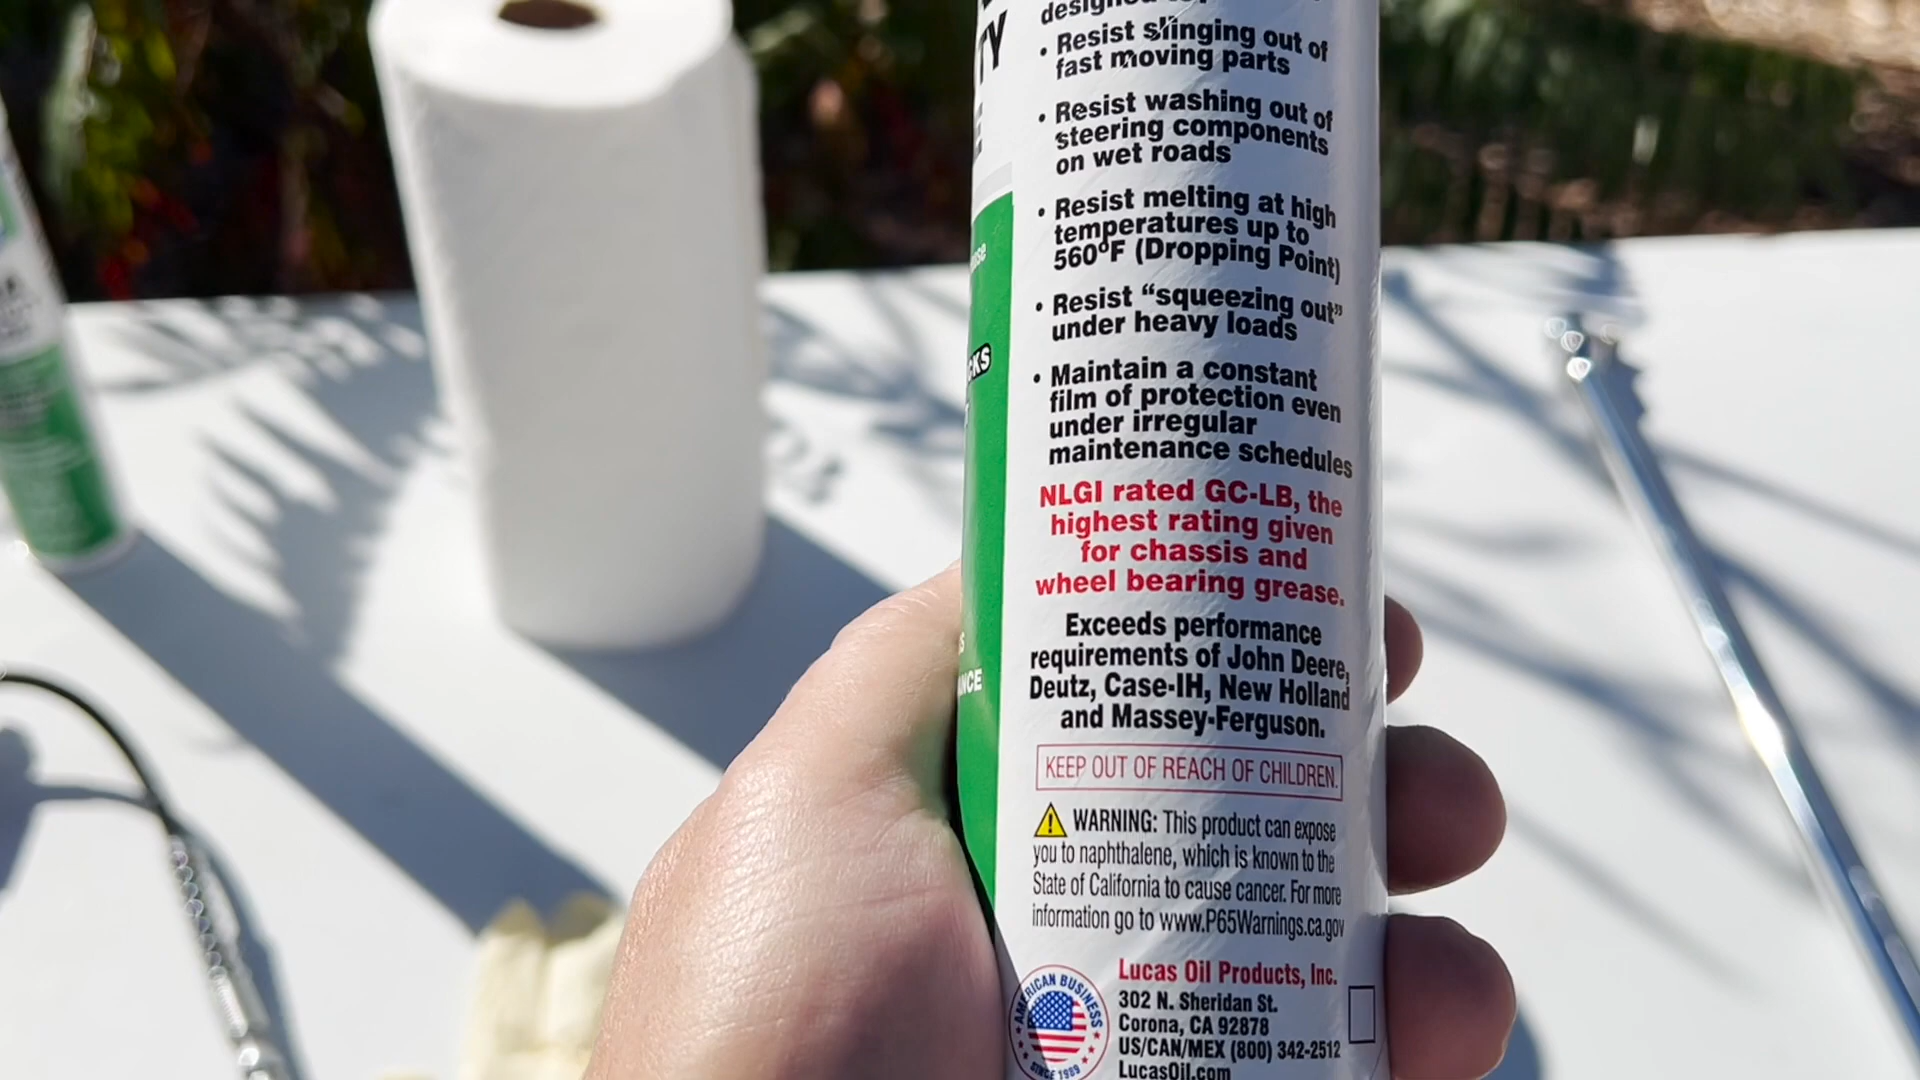 • Resist slinging out of
fast moving parts
• Resist washing out of
steering components
on wet roads
• Resist melting at high
temperatures up to
560°F (Dropping Point)
• Resist “squeezing out”
under heavy loads
• Maintain a constant
film of protection even
under irregular
maintenance schedules
NLGI rated GC-LB, the
highest rating given
for chassis and
wheel bearing grease.
Exceeds performance
requirements of John Deere,
Deutz, Case-IH, New Holland
and Massey-Ferguson.
KEEP OUT OF REACH OF CHILDREN.
WARNING: This product can expose
you to naphthalene, which is known to the
State of California to cause cancer. For more
information go to www.P65Warnings.ca.gov
AMERICAN BUSINESS
SINCE 1989
Lucas Oil Products, Inc.
302 N. Sheridan St.
Corona, CA 92878
US/CAN/MEX (800) 342-2512
LucasOil.com